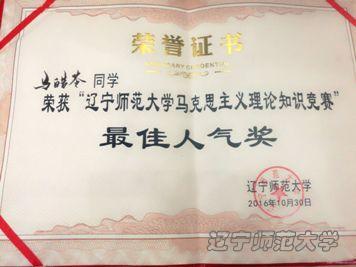 荣誉证书
同学
荣获“辽宁师范大学马克思主义理论知识竞赛”
最佳人气奖
辽宁师范大学
2016年10月30日
辽宁师范大学